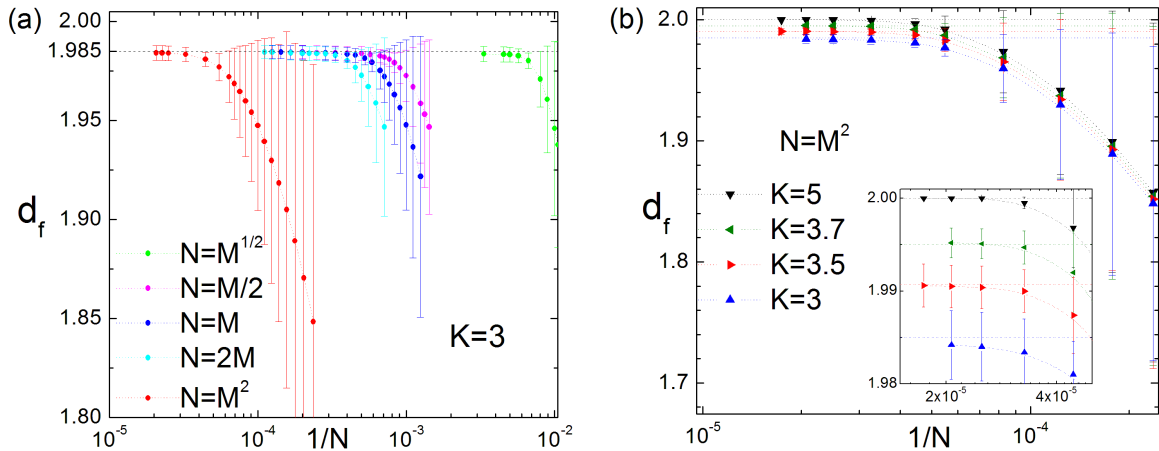 (a)
2.00
1.985
1.95
1.90
1.85
1.80
d_f
N=M^{1/2}
N=M/2
N=M
N=2M
N=M^2
K=3
10^{-5}
10^{-4}
1/N
10^{-3}
10^{-2}
(b)
2.0
1.9
1.8
1.7
d_f
N=M^2
K=5
K=3.7
K=3.5
K=3
2.00
1.99
1.98
2x10^{-5}
4x10^{-5}
10^{-5}
1/N
10^{-4}